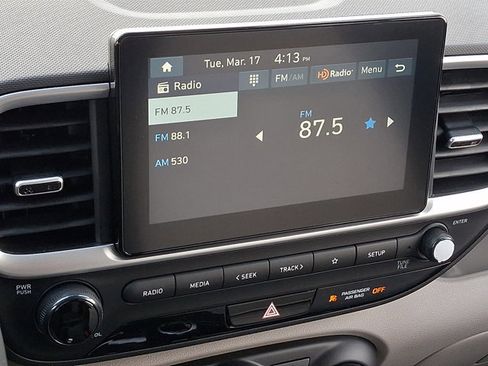 Tue, Mar. 17 4:13 PM
Radio FM/AM HD Radio Menu
FM 87.5
FM 88.1
AM 530
FM
87.5
ENTER
TUNE
FILE
PWR
PUSH
RADIO MEDIA < SEEK TRACK > SETUP
PASSENGER
AIR BAG OFF